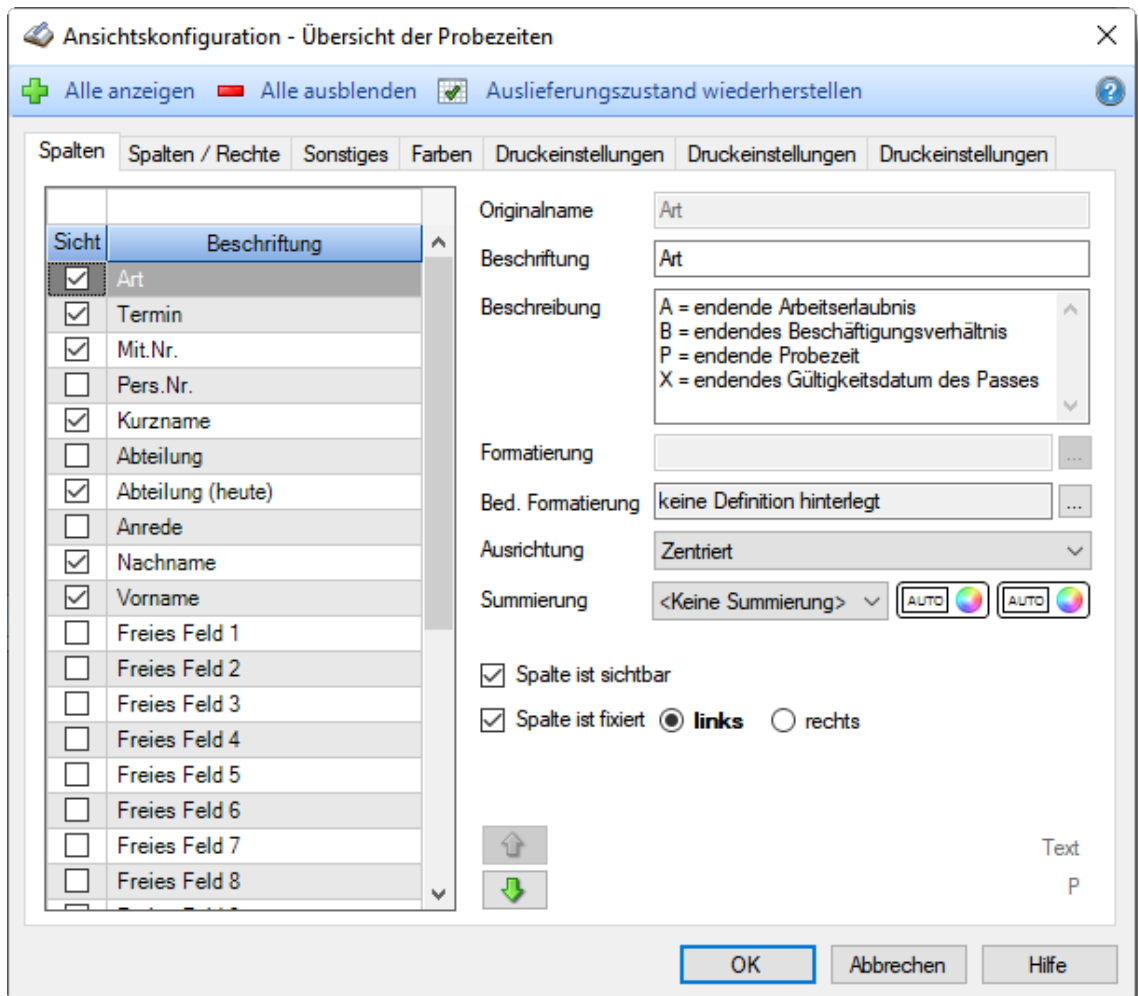 Ansichtskonfiguration - Übersicht der Probezeiten
Alle anzeigen Alle ausblenden Auslieferungszustand wiederherstellen ?
Spalten Spalten / Rechte Sonstiges Farben Druckeinstellungen Druckeinstellungen Druckeinstellungen
Sicht Beschriftung
Art
Termin
Mit.Nr.
Pers.Nr.
Kurzname
Abteilung
Abteilung (heute)
Anrede
Nachname
Vorname
Freies Feld 1
Freies Feld 2
Freies Feld 3
Freies Feld 4
Freies Feld 5
Freies Feld 6
Freies Feld 7
Freies Feld 8
Originalname Art
Beschriftung Art
Beschreibung A = endende Arbeitserlaubnis
B = endendes Beschäftigungsverhältnis
P = endende Probezeit
X = endendes Gültigkeitsdatum des Passes
Formatierung ...
Bed. Formatierung keine Definition hinterlegt ...
Ausrichtung Zentriert
Summierung <Keine Summierung> AUTO AUTO
Spalte ist sichtbar
Spalte ist fixiert links rechts
Text
P
OK Abbrechen Hilfe